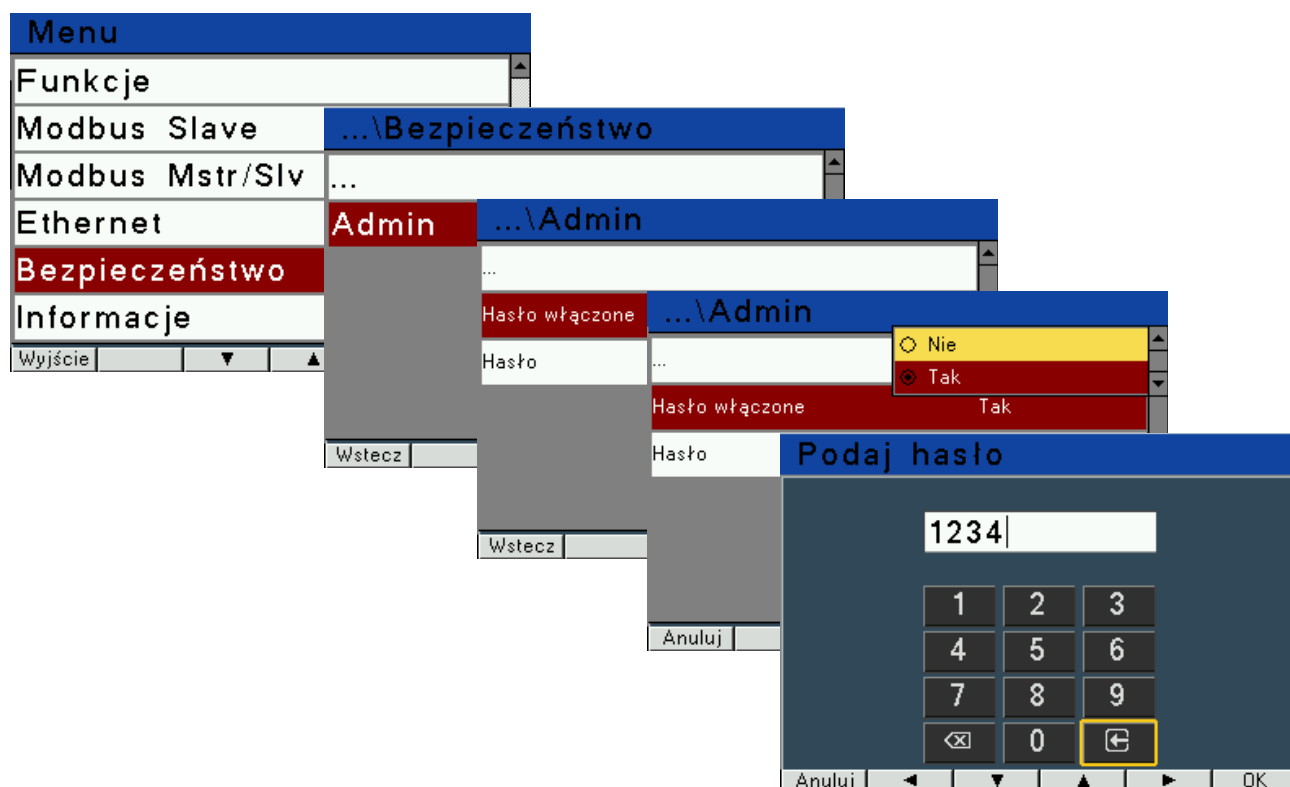 Menu
Funkcje
Modbus Slave
Modbus Mstr/Slv
Ethernet
Bezpieczeństwo
Informacje
Wyjście ▼ ▲
...\Bezpieczeństwo
...
Admin
Wstecz
...\Admin
...
Hasło włączone
Hasło
Wstecz
...\Admin
Nie
Tak
...
Hasło włączone Tak
Hasło
Anuluj
Podaj hasło
1234
1 2 3
4 5 6
7 8 9
0
Anuluj ◄ ▼ ▲ ► OK